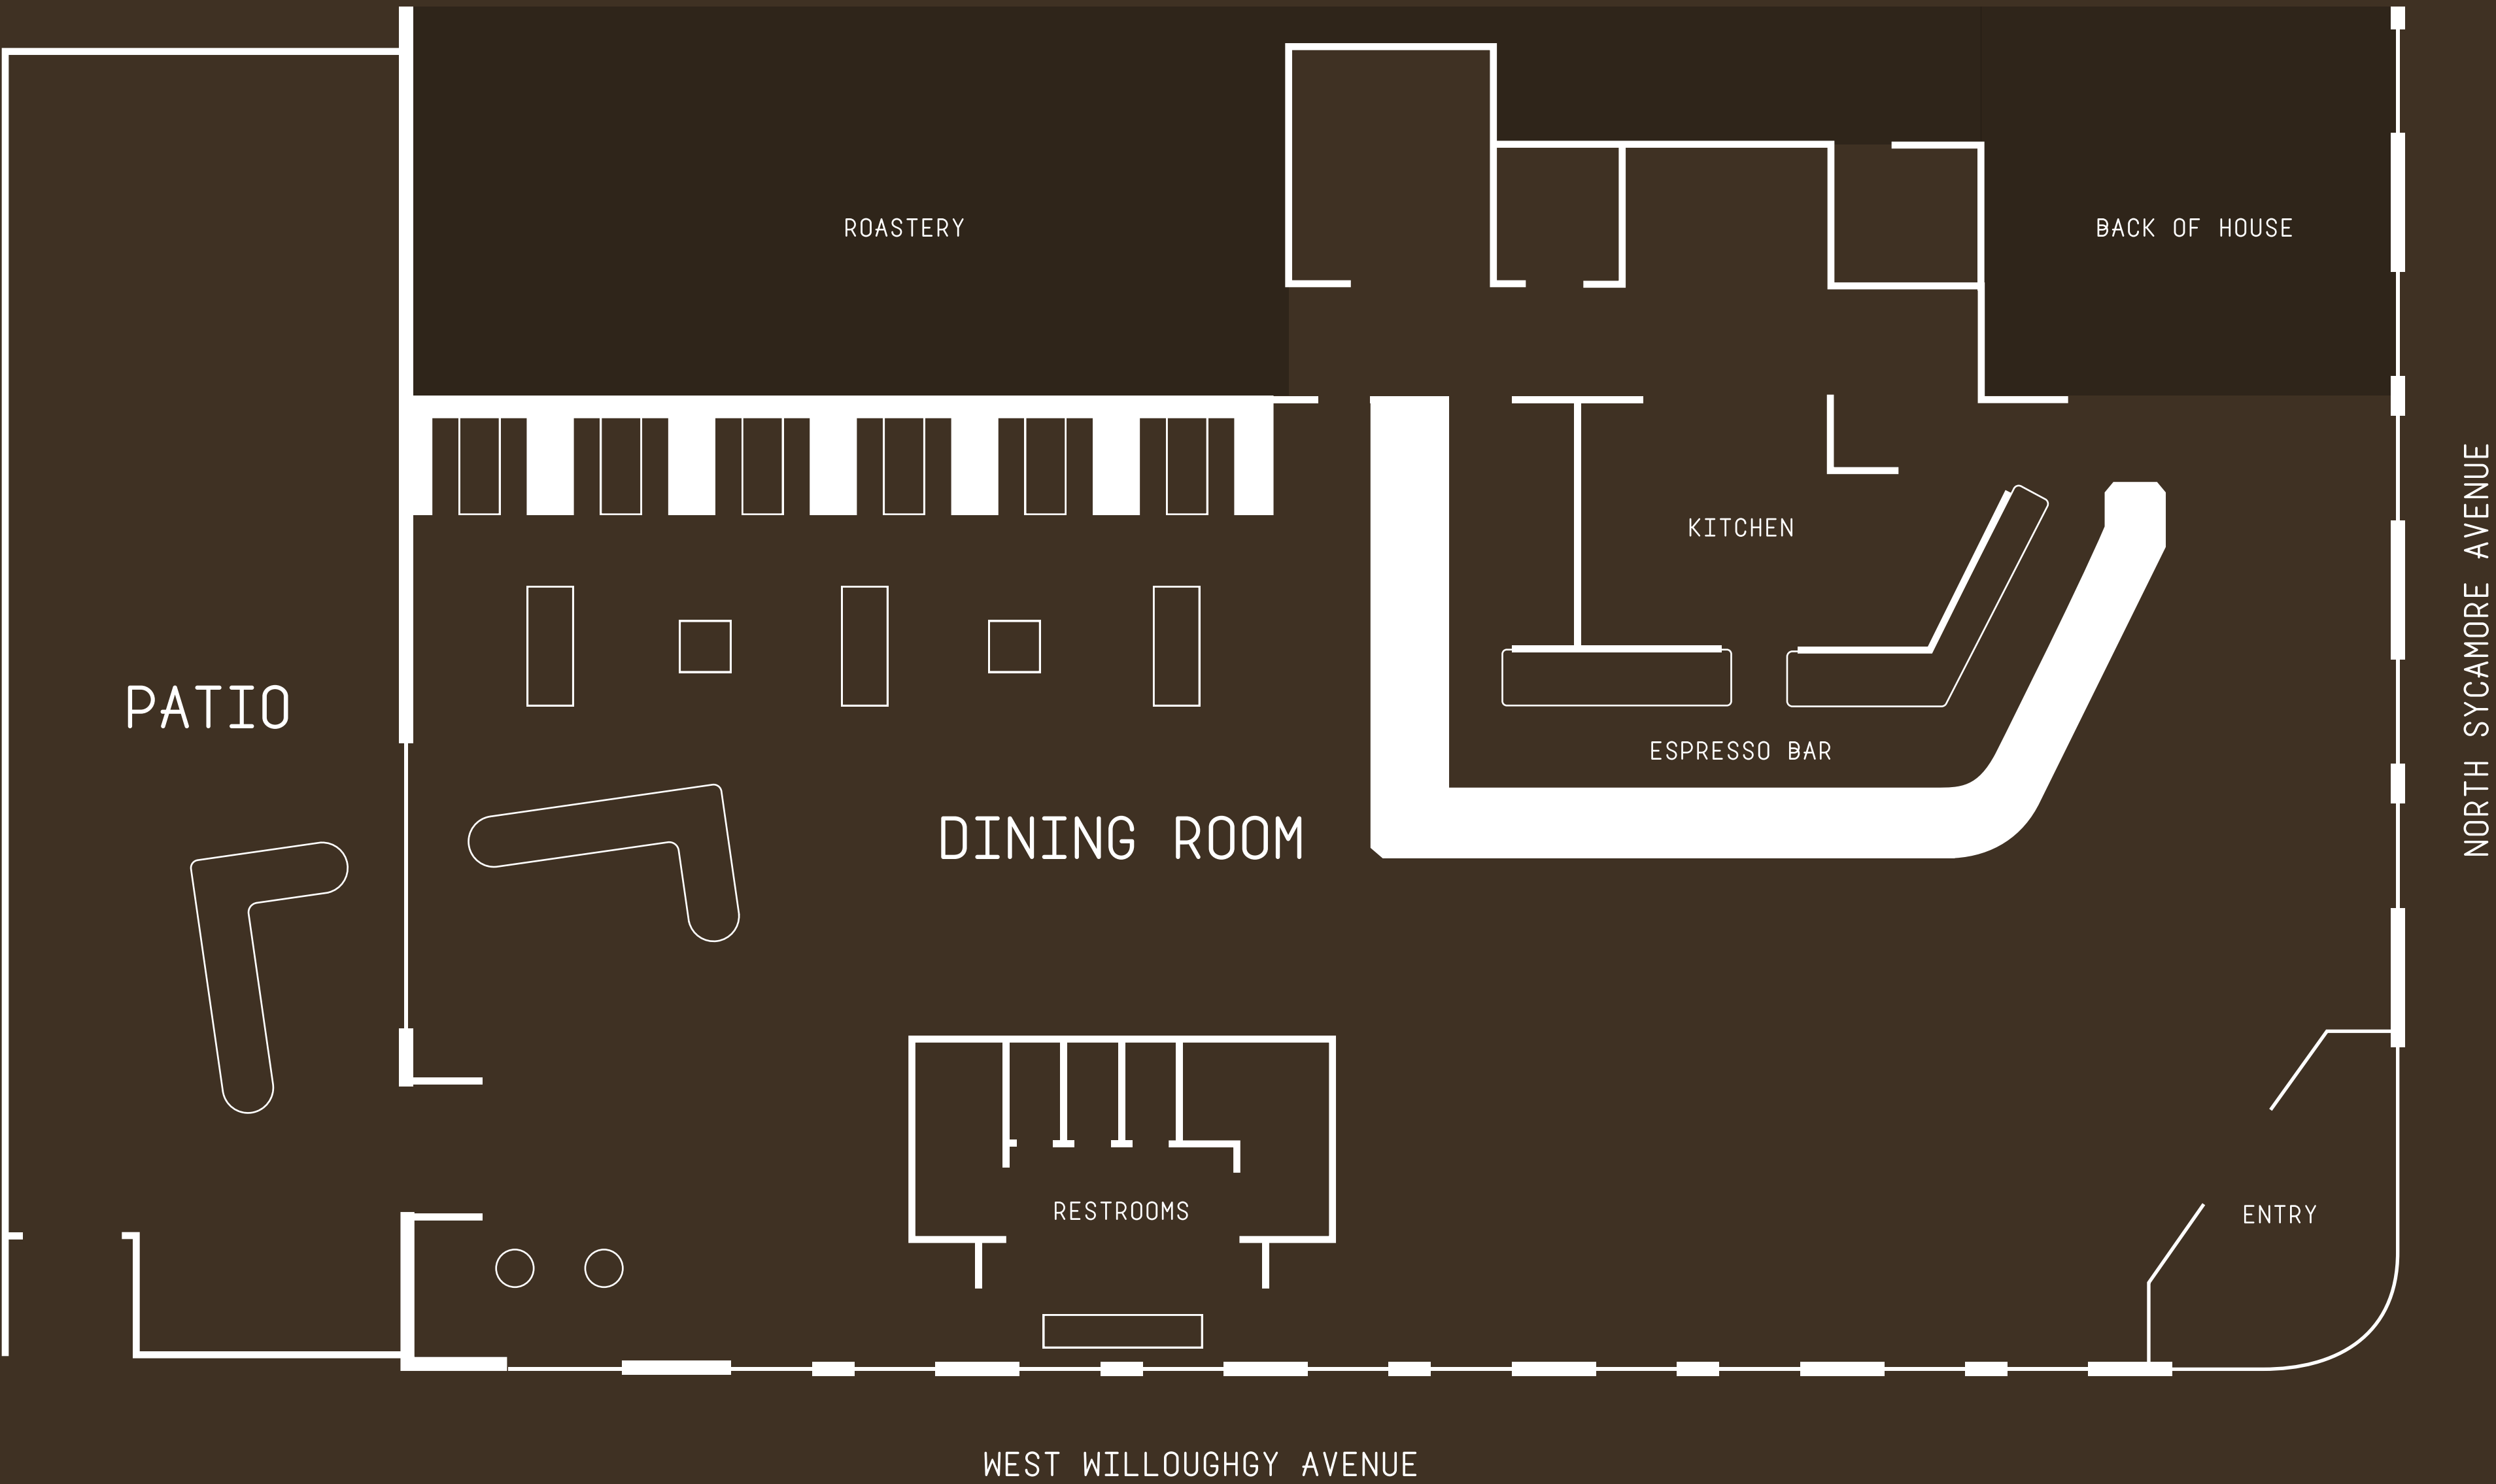 ROASTERY
BACK OF HOUSE
KITCHEN
PATIO
ESPRESSO BAR
DINING ROOM
NORTH SYCAMORE AVENUE
RESTROOMS
ENTRY
WEST WILLOUGHGY AVENUE